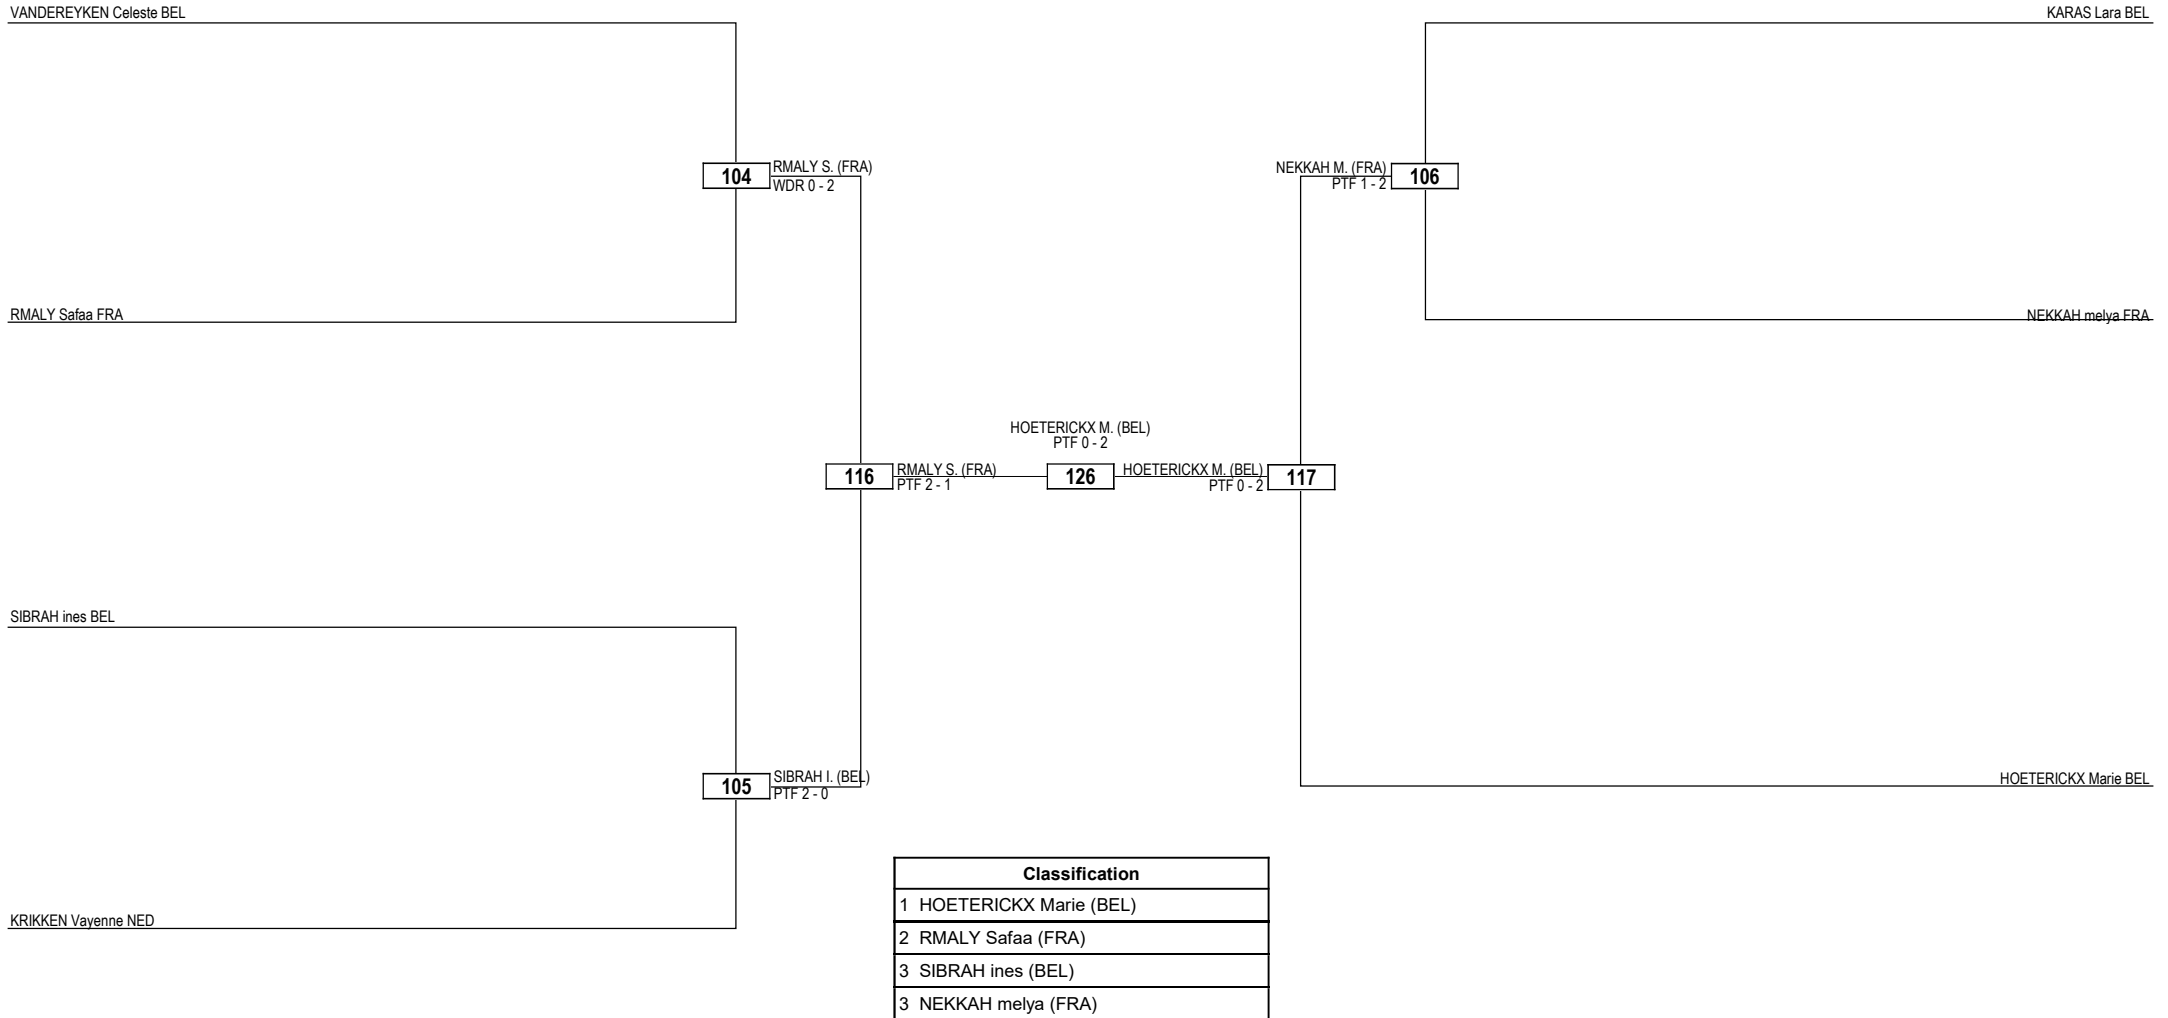 VANDEREYKEN Celeste BEL
KARAS Lara BEL
RMALY S. (FRA)
104
WDR 0 - 2
NEKKAH M. (FRA)
PTF 1 - 2
106
RMALY Safaa FRA
NEKKAH melya FRA
HOETERICKX M. (BEL)
PTF 0 - 2
116
RMALY S. (FRA)
PTF 2 - 1
126
HOETERICKX M. (BEL)
PTF 0 - 2
117
SIBRAH ines BEL
105
SIBRAH I. (BEL)
PTF 2 - 0
HOETERICKX Marie BEL
KRIKKEN Vayenne NED
Classification
1 HOETERICKX Marie (BEL)
2 RMALY Safaa (FRA)
3 SIBRAH ines (BEL)
3 NEKKAH melya (FRA)